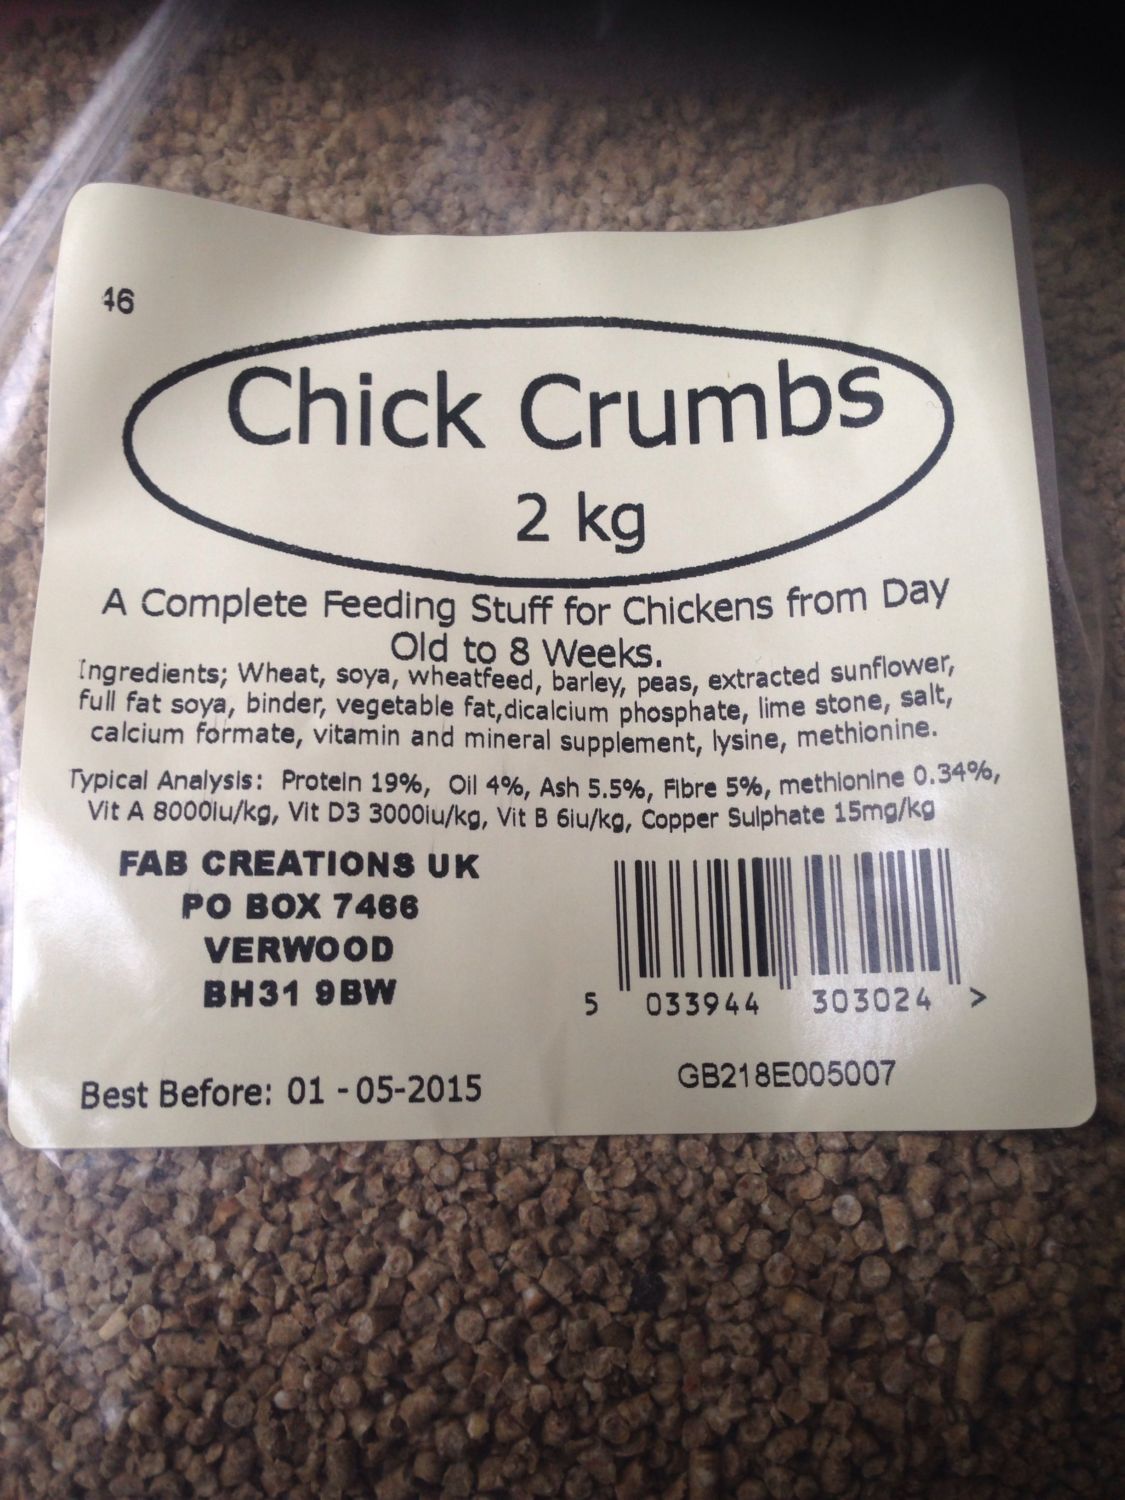 46
Chick Crumbs
2 kg
A Complete Feeding Stuff for Chickens from Day
Old to 8 Weeks.
Ingredients; Wheat, soya, wheatfeed, barley, peas, extracted sunflower,
full fat soya, binder, vegetable fat,dicalcium phosphate, lime stone, salt,
calcium formate, vitamin and mineral supplement, lysine, methionine.
Typical Analysis: Protein 19%, Oil 4%, Ash 5.5%, Fibre 5%, methionine 0.34%,
Vit A 8000iu/kg, Vit D3 3000iu/kg, Vit B 6iu/kg, Copper Sulphate 15mg/kg
FAB CREATIONS UK
PO BOX 7466
VERWOOD
BH31 9BW
5 033944 303024 >
GB218E005007
Best Before: 01 -05-2015